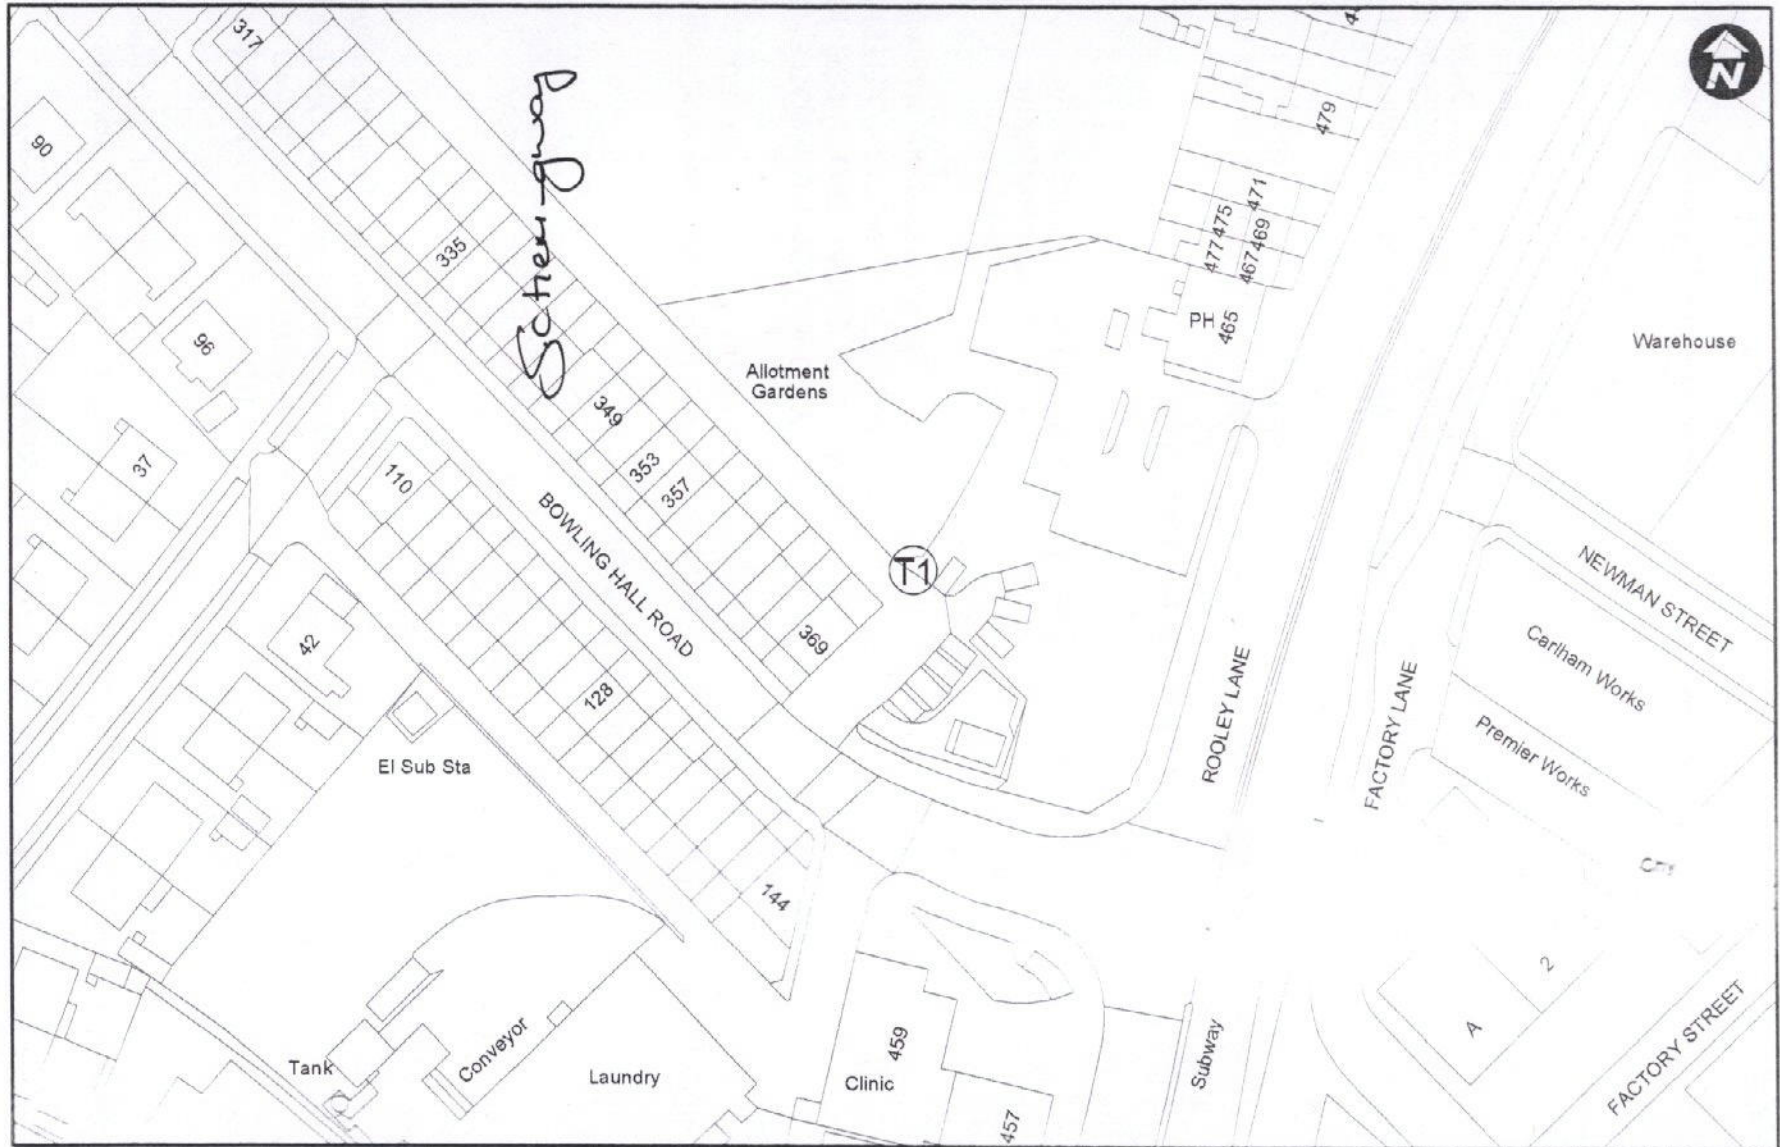 317
N
90
479
335
471
477 475
467 469
96
PH
465
Warehouse
Allotment
Gardens
349
353
357
37
110
BOWLING HALL ROAD
T1
NEWMAN STREET
369
42
128
Carlham Works
ROOLEY LANE
FACTORY LANE
Premier Works
El Sub Sta
144
2
A
459
Subway
FACTORY STREET
Tank
Conveyor
Laundry
Clinic
457